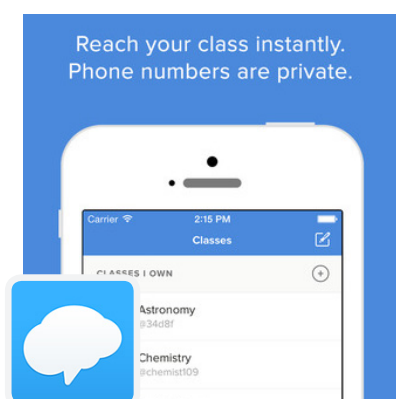 Reach your class instantly.
Phone numbers are private.
Carrier 2:15 PM
Classes
CLASSES I OWN
Astronomy
@34d8f
Chemistry
@chemist109